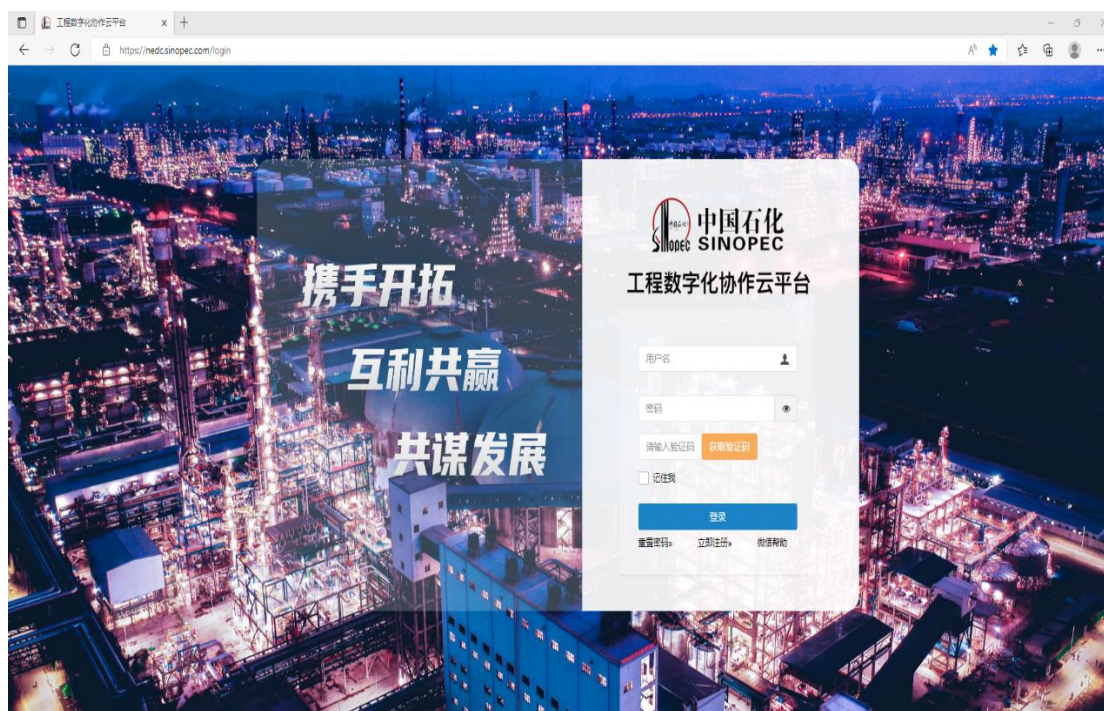 工程数字化协作云平台
https://nedc.sinopec.com/login
携手开拓
互利共赢
共谋发展
中国石化
SINOPEC
工程数字化协作云平台
用户名
密码
请输入验证码 获取验证码
记住我
登录
重置密码» 立即注册» 微信帮助